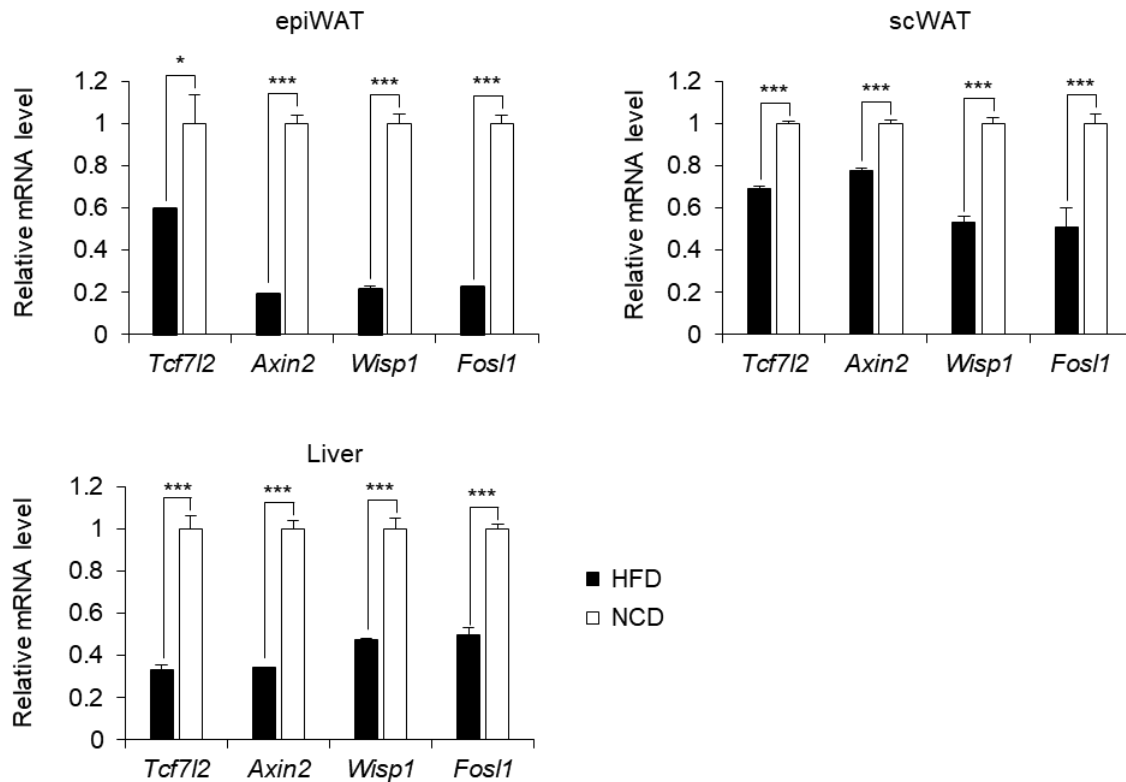 epiWAT
* *** *** ***
Relative mRNA level
1.2
1
0.8
0.6
0.4
0.2
0
Tcf7l2 Axin2 Wisp1 Fosl1
scWAT
*** *** *** ***
Relative mRNA level
1.2
1
0.8
0.6
0.4
0.2
0
Tcf7l2 Axin2 Wisp1 Fosl1
Liver
*** *** *** ***
Relative mRNA level
1.2
1
0.8
0.6
0.4
0.2
0
Tcf7l2 Axin2 Wisp1 Fosl1
HFD
NCD